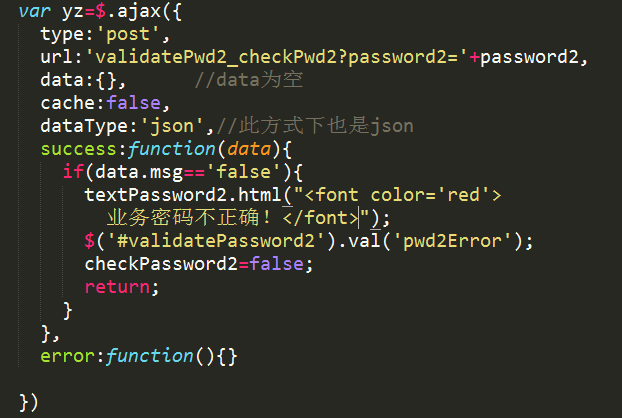 var yz=$.ajax({
type:'post',
url:'validatePwd2_checkPwd2?password2='+password2,
data:{}, //data为空
cache:false,
dataType:'json',//此方式下也是json
success:function(data){
if(data.msg=='false'){
textPassword2.html("<font color='red'>
业务密码不正确！</font>");
$('#validatePassword2').val('pwd2Error');
checkPassword2=false;
return;
}
},
error:function(){}
})